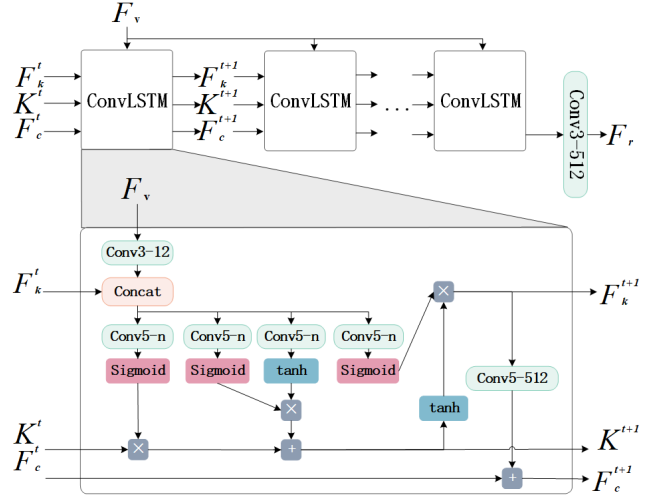 F_v
F_k^t
K^t
F_c^t
ConvLSTM
F_k^{t+1}
K^{t+1}
F_c^{t+1}
ConvLSTM
...
ConvLSTM
Conv3-512
F_r
F_v
Conv3-12
F_k^t
Concat
Conv5-n Conv5-n Conv5-n Conv5-n
Sigmoid Sigmoid tanh Sigmoid
×
F_k^{t+1}
Conv5-512
×
tanh
K^t
×
+
K^{t+1}
F_c^t
+
F_c^{t+1}